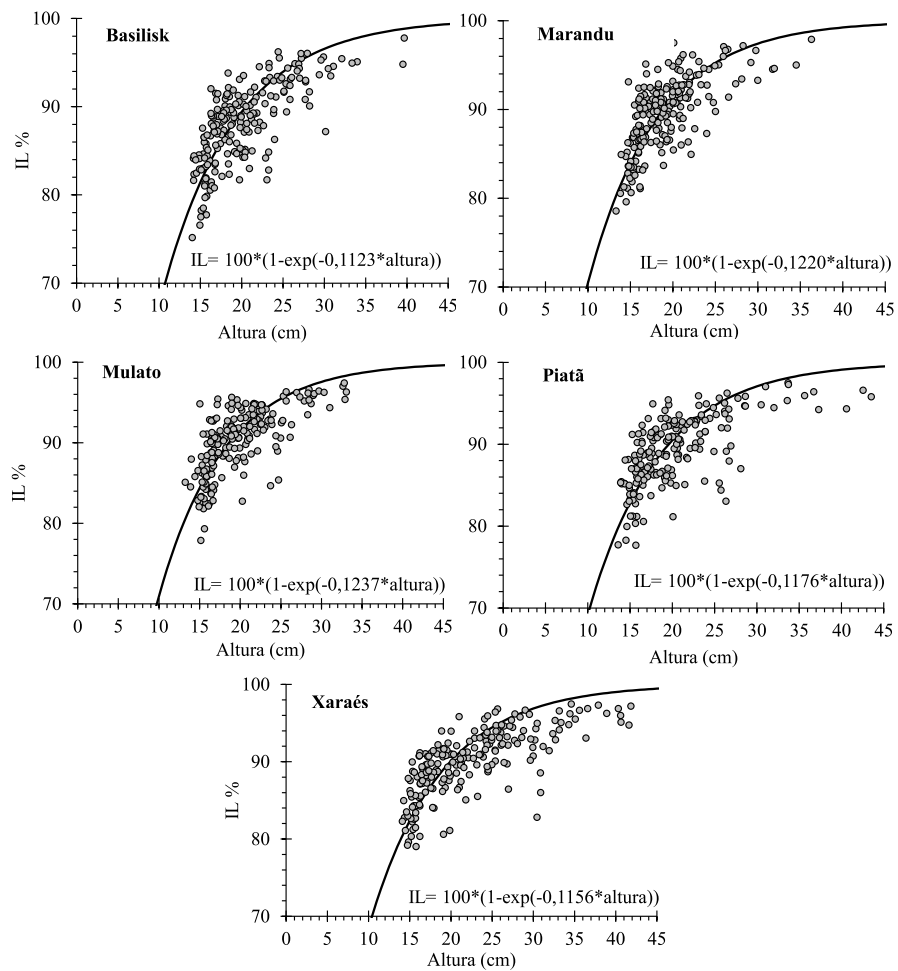 Basilisk
IL %
100
90
80
70
IL= 100*(1-exp(-0,1123*altura))
0 5 10 15 20 25 30 35 40 45
Altura (cm)
Marandu
100
90
80
70
IL= 100*(1-exp(-0,1220*altura))
0 5 10 15 20 25 30 35 40 45
Altura (cm)
Mulato
IL %
100
90
80
70
IL= 100*(1-exp(-0,1237*altura))
0 5 10 15 20 25 30 35 40 45
Altura (cm)
Piatã
100
90
80
70
IL= 100*(1-exp(-0,1176*altura))
0 5 10 15 20 25 30 35 40 45
Altura (cm)
Xaraés
IL %
100
90
80
70
IL= 100*(1-exp(-0,1156*altura))
0 5 10 15 20 25 30 35 40 45
Altura (cm)